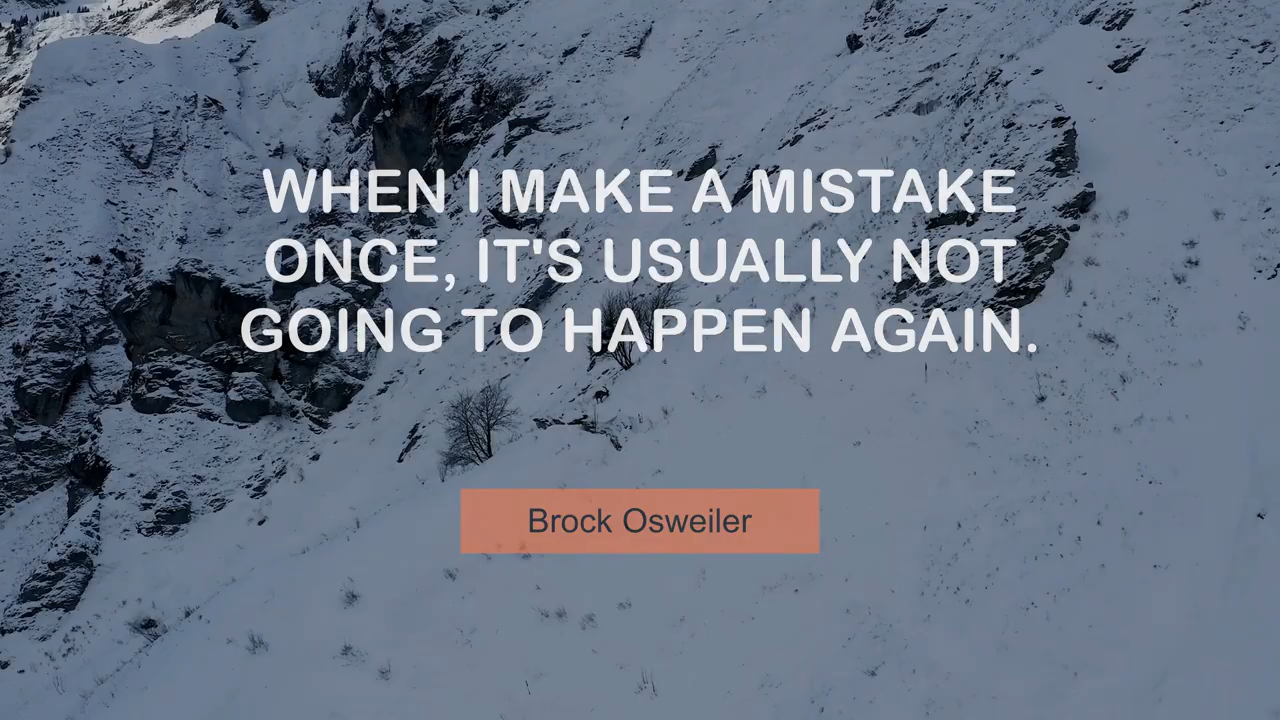 WHEN I MAKE A MISTAKE
ONCE, IT'S USUALLY NOT
GOING TO HAPPEN AGAIN.
Brock Osweiler